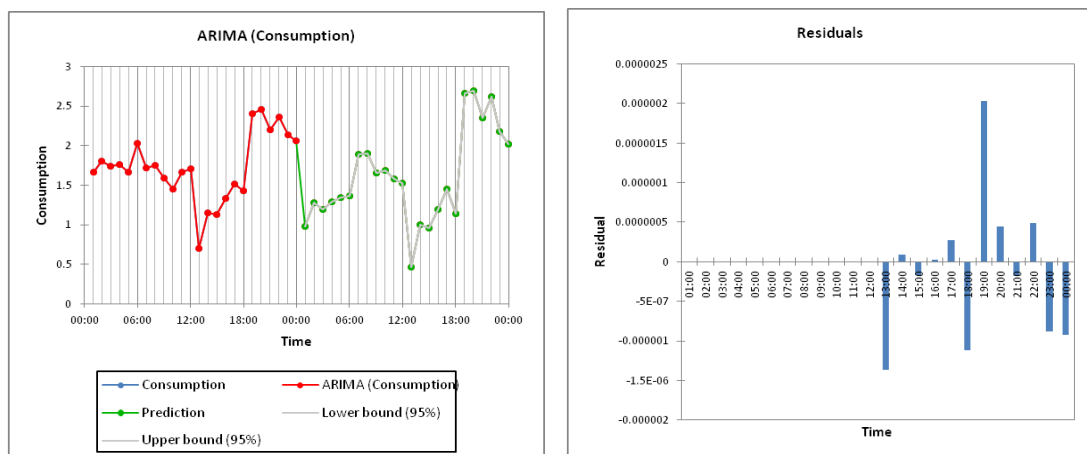 ARIMA (Consumption)
3
2.5
2
1.5
1
0.5
0
Consumption
00:00 06:00 12:00 18:00 00:00 06:00 12:00 18:00 00:00
Time
Consumption ARIMA (Consumption)
Prediction Lower bound (95%)
Upper bound (95%)
Residuals
0.0000025
0.000002
0.0000015
0.000001
0.0000005
0
-5E-07
-0.000001
-1.5E-06
-0.000002
Residual
01:00 02:00 03:00 04:00 05:00 06:00 07:00 08:00 09:00 10:00 11:00 12:00 13:00 14:00 15:00 16:00 17:00 18:00 19:00 20:00 21:00 22:00 23:00 00:00
Time